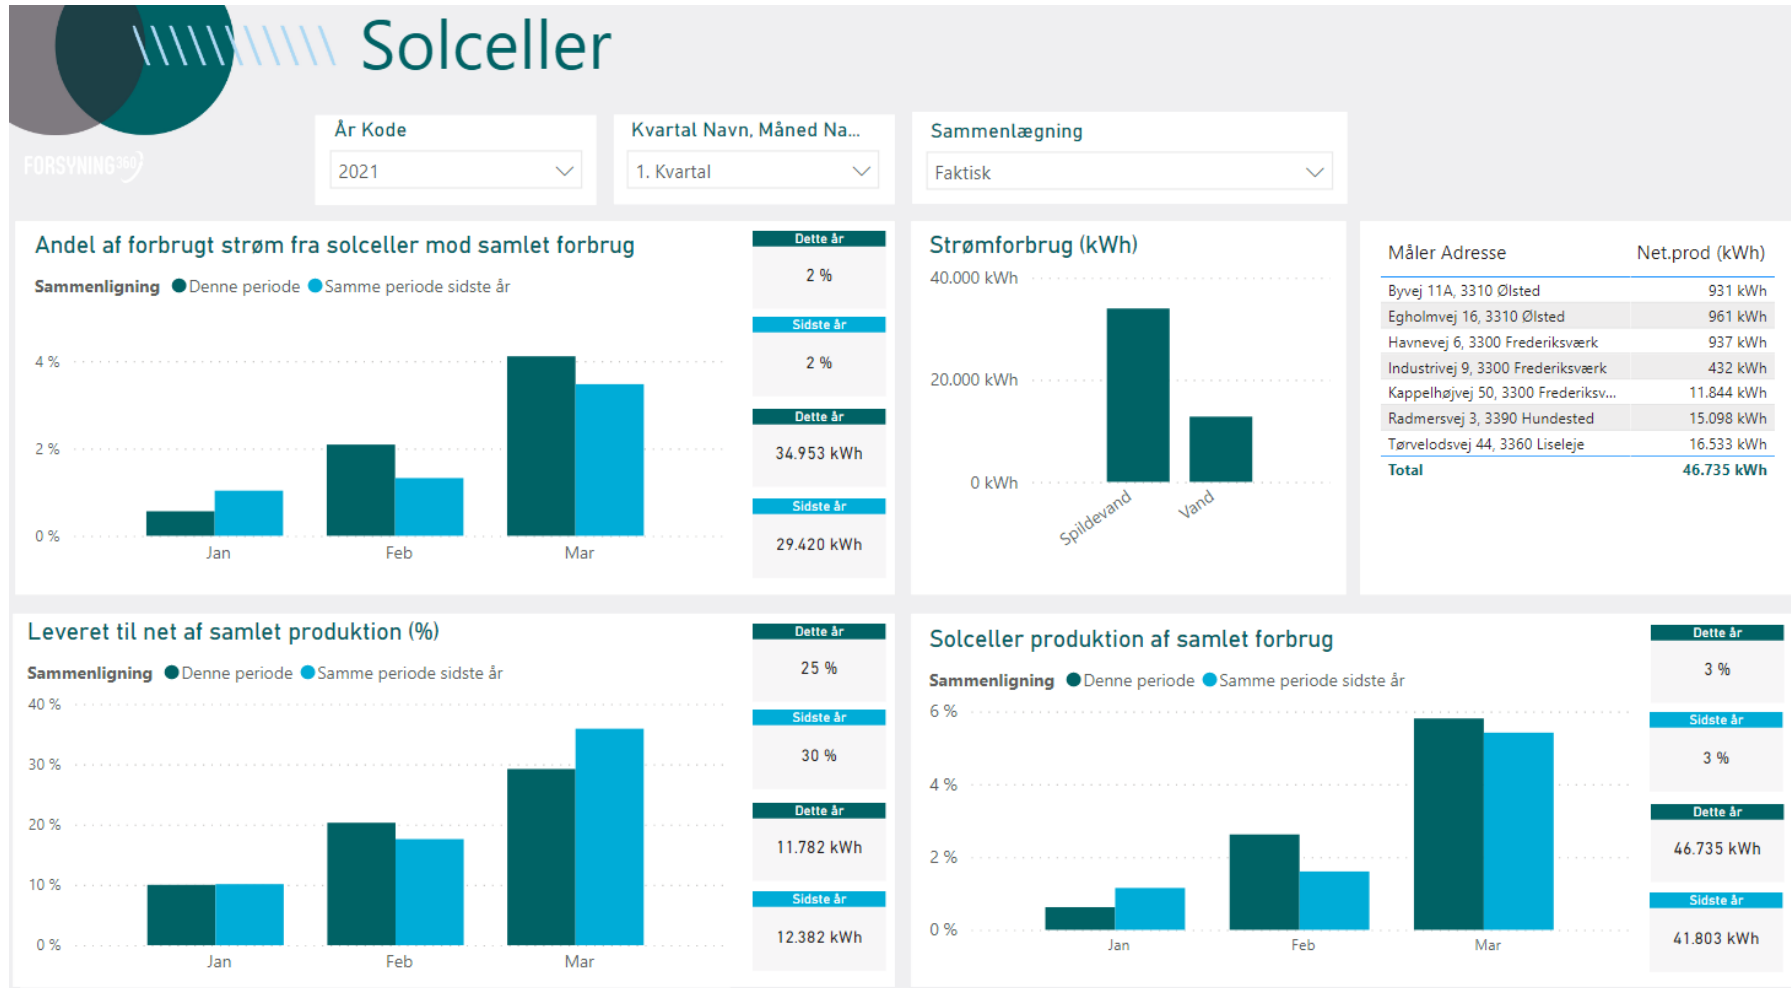 Solceller
FORSYNING360
År Kode
2021
Kvartal Navn, Måned Na...
1. Kvartal
Sammenlægning
Faktisk
Andel af forbrugt strøm fra solceller mod samlet forbrug
Sammenligning Denne periode Samme periode sidste år
4 %
2 %
0 %
Jan Feb Mar
Dette år
2 %
Sidste år
2 %
Dette år
34.953 kWh
Sidste år
29.420 kWh
Strømforbrug (kWh)
40.000 kWh
20.000 kWh
0 kWh
Spildevand Vand
Måler Adresse Net.prod (kWh)
Byvej 11A, 3310 Ølsted 931 kWh
Egholmvej 16, 3310 Ølsted 961 kWh
Havnevej 6, 3300 Frederiksværk 937 kWh
Industrivej 9, 3300 Frederiksværk 432 kWh
Kappelhøjvej 50, 3300 Frederiksv... 11.844 kWh
Radmersvej 3, 3390 Hundested 15.098 kWh
Tørvelodsvej 44, 3360 Liseleje 16.533 kWh
Total 46.735 kWh
Leveret til net af samlet produktion (%)
Sammenligning Denne periode Samme periode sidste år
40 %
30 %
20 %
10 %
0 %
Jan Feb Mar
Dette år
25 %
Sidste år
30 %
Dette år
11.782 kWh
Sidste år
12.382 kWh
Solceller produktion af samlet forbrug
Sammenligning Denne periode Samme periode sidste år
6 %
4 %
2 %
0 %
Jan Feb Mar
Dette år
3 %
Sidste år
3 %
Dette år
46.735 kWh
Sidste år
41.803 kWh